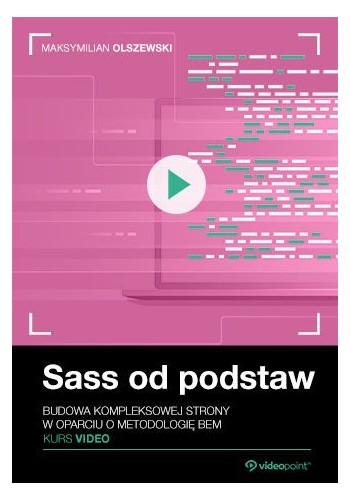 MAKSYMILIAN OLSZEWSKI
Sass od podstaw
BUDOWA KOMPLEKSOWEJ STRONY
W OPARCIU O METODOLOGIĘ BEM
KURS VIDEO
videopoint